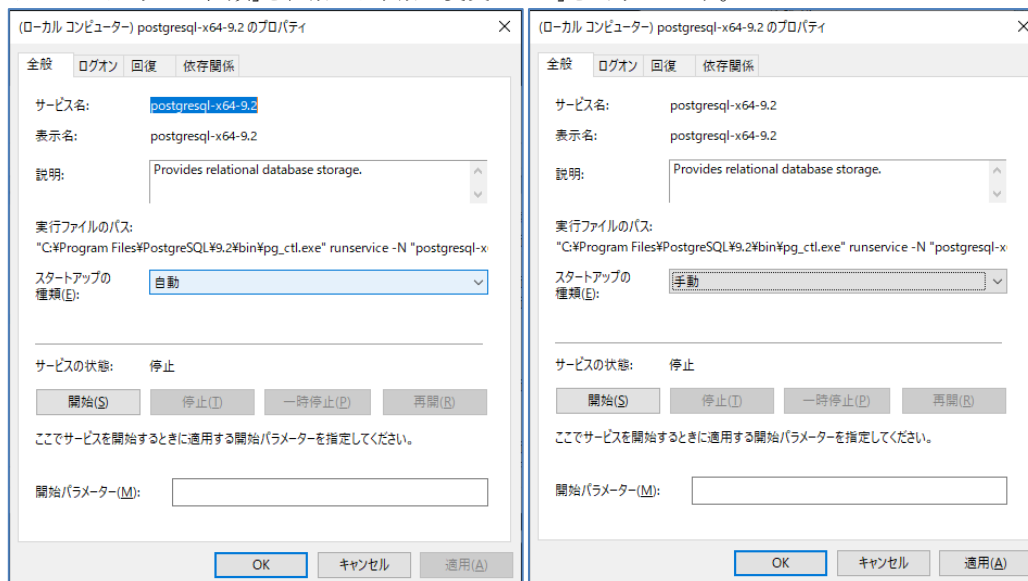 (ローカル コンピューター) postgresql-x64-9.2 のプロパティ
全般 ログオン 回復 依存関係
サービス名: postgresql-x64-9.2
表示名: postgresql-x64-9.2
説明: Provides relational database storage.
実行ファイルのパス:
"C:¥Program Files¥PostgreSQL¥9.2¥bin¥pg_ctl.exe" runservice -N "postgresql-x
スタートアップの
種類(E): 自動
サービスの状態: 停止
開始(S) 停止(T) 一時停止(P) 再開(R)
ここでサービスを開始するときに適用する開始パラメーターを指定してください。
開始パラメーター(M):
OK キャンセル 適用(A)
(ローカル コンピューター) postgresql-x64-9.2 のプロパティ
全般 ログオン 回復 依存関係
サービス名: postgresql-x64-9.2
表示名: postgresql-x64-9.2
説明: Provides relational database storage.
実行ファイルのパス:
"C:¥Program Files¥PostgreSQL¥9.2¥bin¥pg_ctl.exe" runservice -N "postgresql-x
スタートアップの
種類(E): 手動
サービスの状態: 停止
開始(S) 停止(T) 一時停止(P) 再開(R)
ここでサービスを開始するときに適用する開始パラメーターを指定してください。
開始パラメーター(M):
OK キャンセル 適用(A)